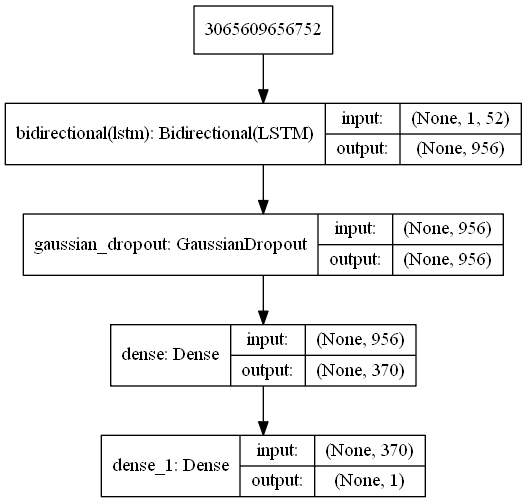 3065609656752
bidirectional(lstm): Bidirectional(LSTM)
input:
(None, 1, 52)
output:
(None, 956)
gaussian_dropout: GaussianDropout
input:
(None, 956)
output:
(None, 956)
dense: Dense
input:
(None, 956)
output:
(None, 370)
dense_1: Dense
input:
(None, 370)
output:
(None, 1)